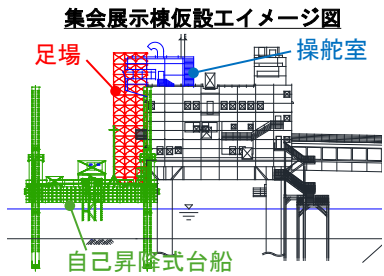 集会展示棟仮設工イメージ図
足場
操舵室
自己昇降式台船